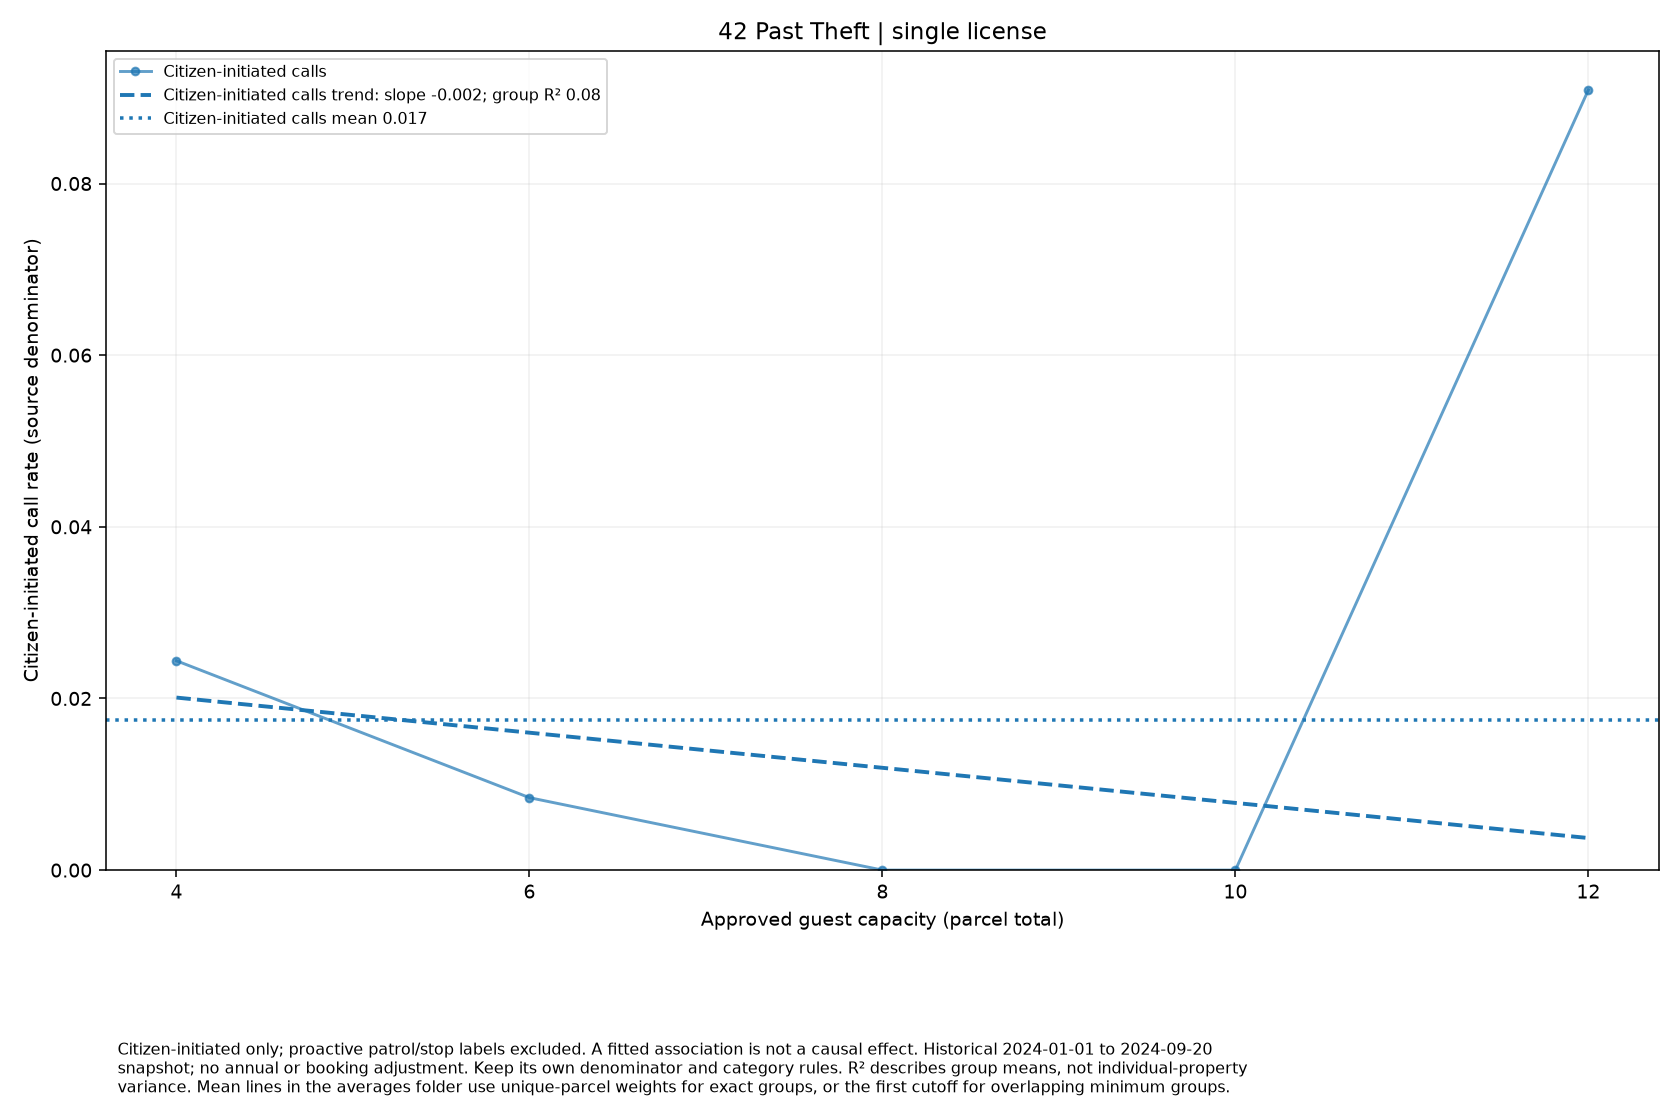 42 Past Theft | single license
Citizen-initiated calls
Citizen-initiated calls trend: slope -0.002; group R² 0.08
Citizen-initiated calls mean 0.017
Citizen-initiated call rate (source denominator)
0.08
0.06
0.04
0.02
0.00
4 6 8 10 12
Approved guest capacity (parcel total)
Citizen-initiated only; proactive patrol/stop labels excluded. A fitted association is not a causal effect. Historical 2024-01-01 to 2024-09-20
snapshot; no annual or booking adjustment. Keep its own denominator and category rules. R² describes group means, not individual-property
variance. Mean lines in the averages folder use unique-parcel weights for exact groups, or the first cutoff for overlapping minimum groups.